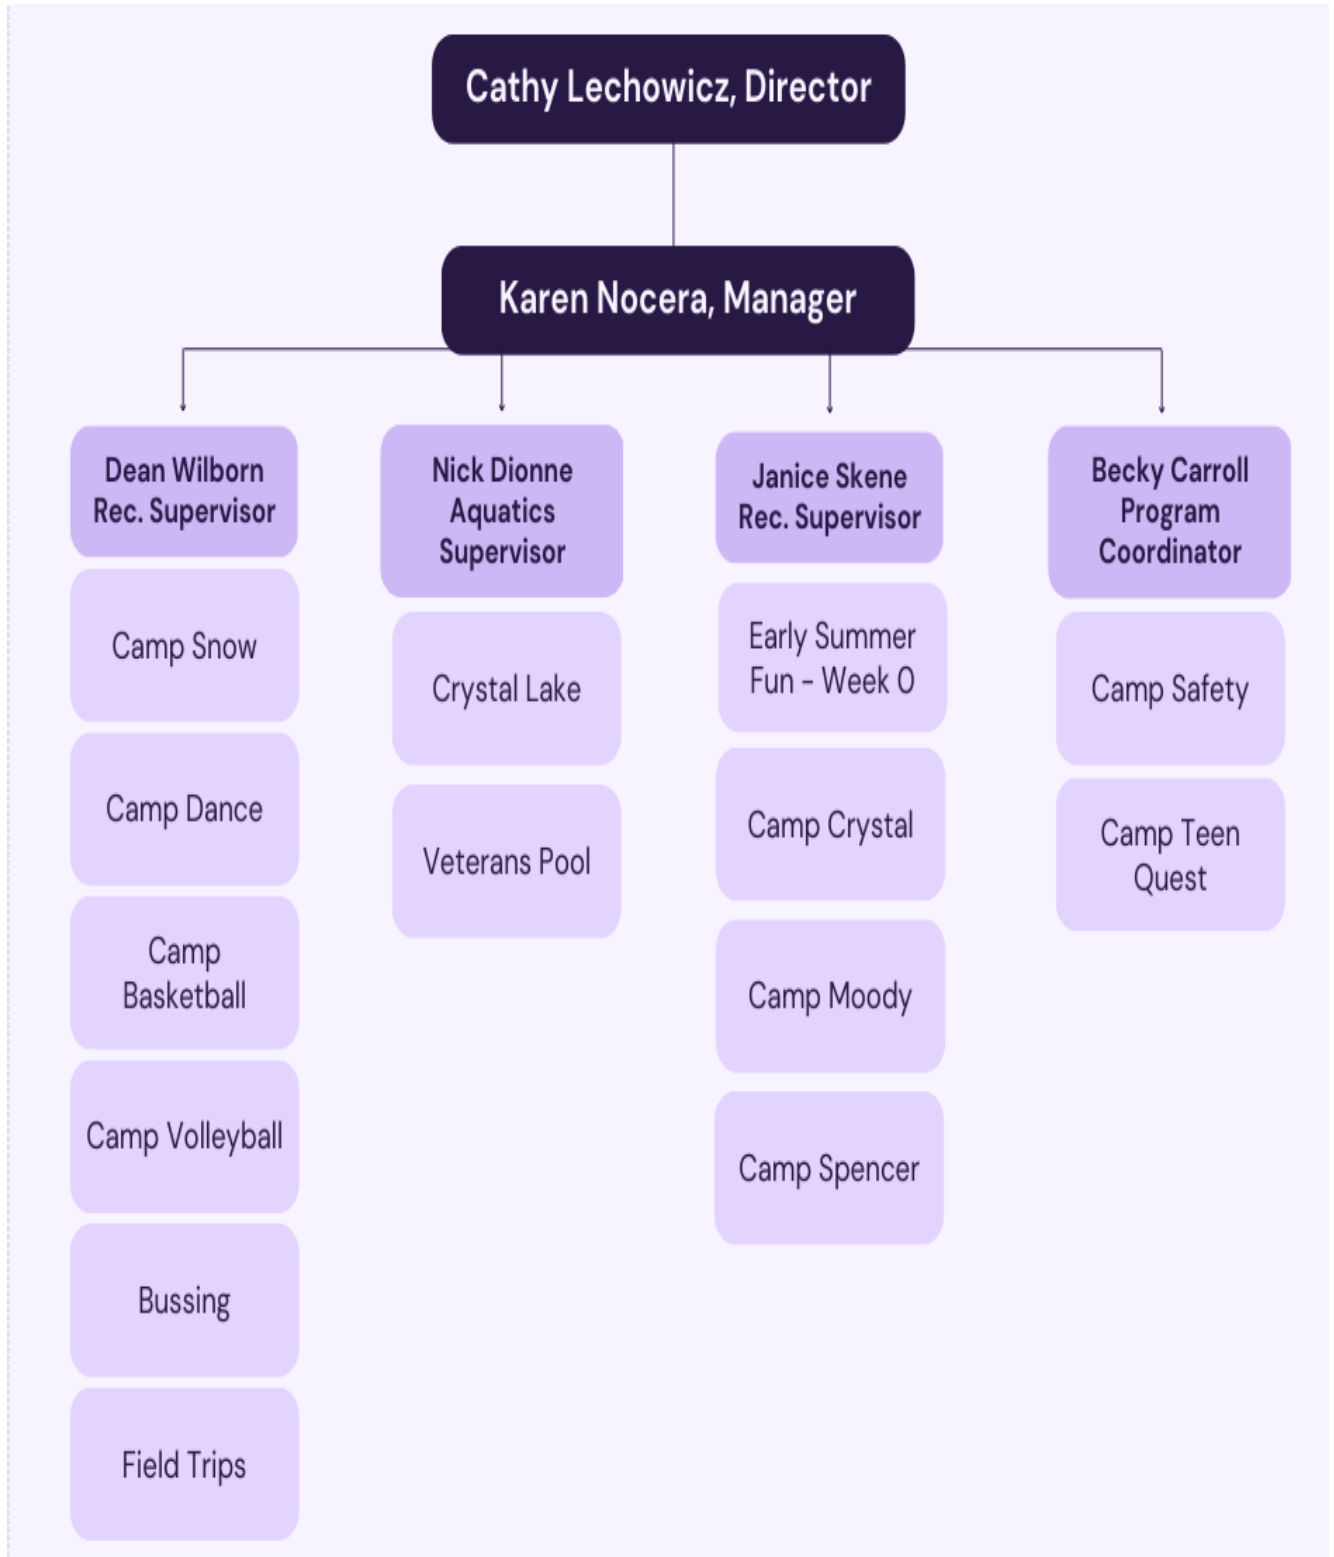 Cathy Lechowicz, Director
Karen Nocera, Manager
Dean Wilborn
Rec. Supervisor
Camp Snow
Camp Dance
Camp
Basketball
Camp Volleyball
Bussing
Field Trips
Nick Dionne
Aquatics
Supervisor
Crystal Lake
Veterans Pool
Janice Skene
Rec. Supervisor
Early Summer
Fun - Week 0
Camp Crystal
Camp Moody
Camp Spencer
Becky Carroll
Program
Coordinator
Camp Safety
Camp Teen
Quest